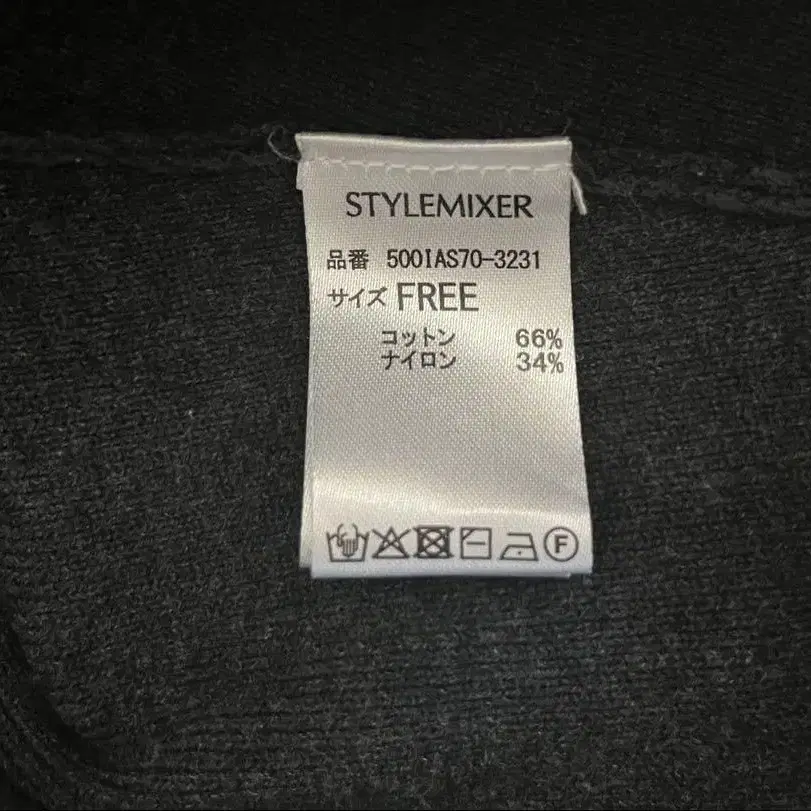 STYLEMIXER
品番 500IAS70-3231
サイズ FREE
コットン 66%
ナイロン 34%
F